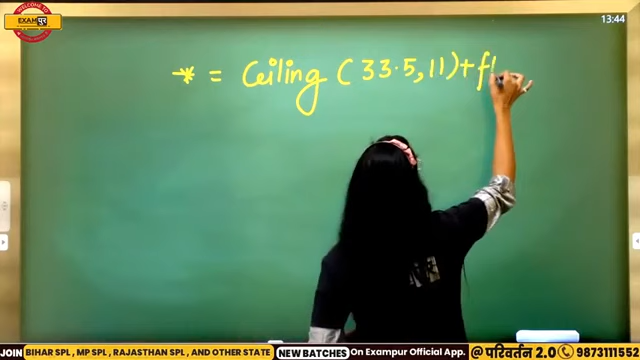 WELCOME TO
EXAM पुर
13:44
* = Ceiling (33.5,11)+fl
JOIN BIHAR SPL , MP SPL , RAJASTHAN SPL , AND OTHER STATE NEW BATCHES On Exampur Official App. @ परिवर्तन 2.0 9873111552